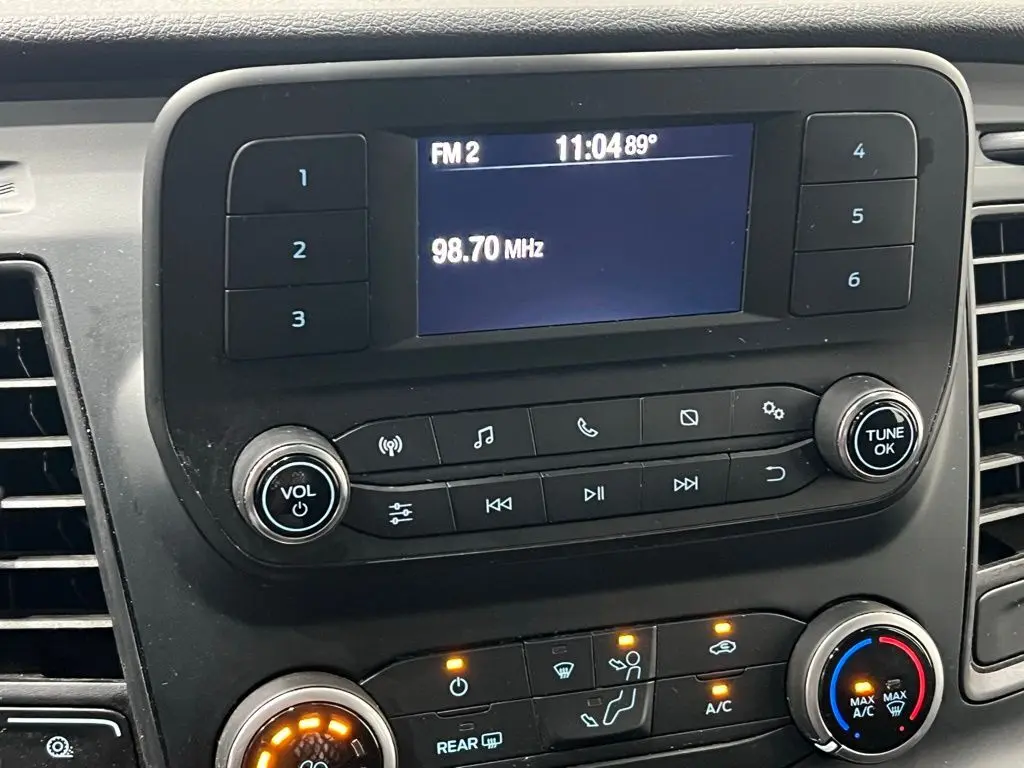 FM 2 11:04 89°
98.70 MHz
1
2
3
4
5
6
VOL
TUNE
OK
A/C
REAR
MAX
A/C
MAX